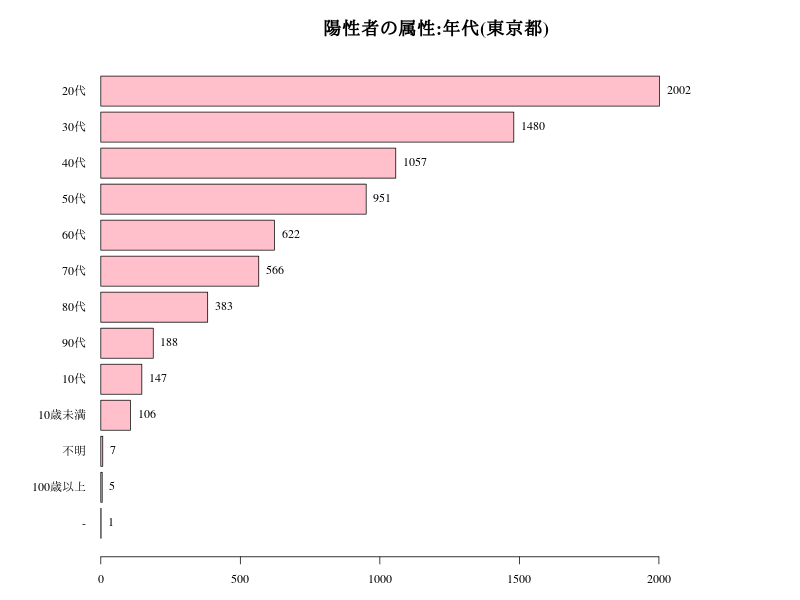 陽性者の属性:年代(東京都)
20代 2002
30代 1480
40代 1057
50代 951
60代 622
70代 566
80代 383
90代 188
10代 147
10歳未満 106
不明 7
100歳以上 5
- 1
0 500 1000 1500 2000